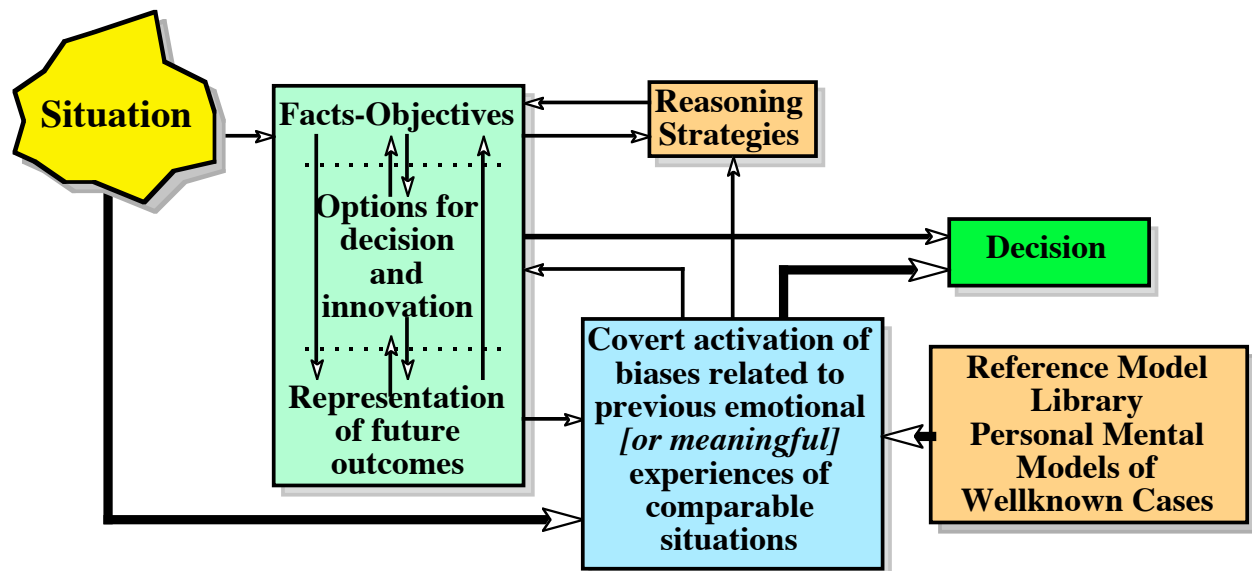 Situation
Facts-Objectives
Options for
decision
and
innovation
Representation
of future
outcomes
Reasoning
Strategies
Decision
Covert activation of
biases related to
previous emotional
[or meaningful]
experiences of
comparable
situations
Reference Model
Library
Personal Mental
Models of
Wellknown Cases